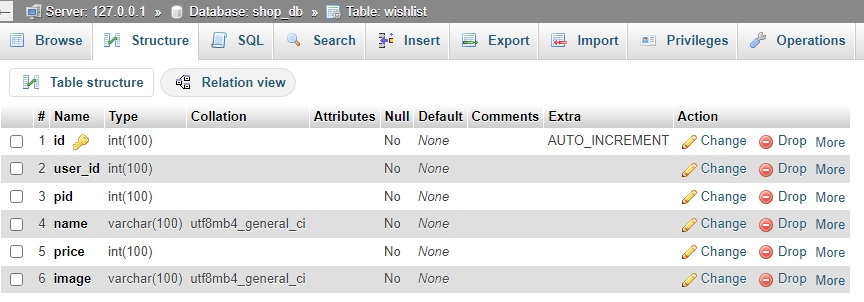 Server: 127.0.0.1 » Database: shop_db » Table: wishlist
Browse Structure SQL Search Insert Export Import Privileges Operations
Table structure Relation view
# Name Type Collation Attributes Null Default Comments Extra Action
1 id int(100) No None AUTO_INCREMENT Change Drop More
2 user_id int(100) No None Change Drop More
3 pid int(100) No None Change Drop More
4 name varchar(100) utf8mb4_general_ci No None Change Drop More
5 price int(100) No None Change Drop More
6 image varchar(100) utf8mb4_general_ci No None Change Drop More